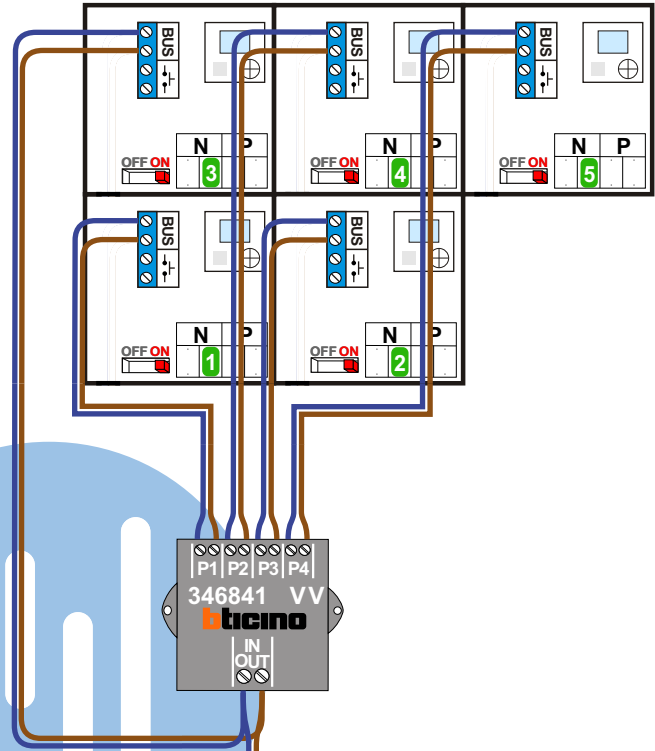 BUS
BUS
BUS
N P
N P
N P
OFF ON
OFF ON
OFF ON
3
4
5
BUS
BUS
N P
N P
OFF ON
OFF ON
1
2
P1 P2 P3 P4
346841 VV
bticino
IN
OUT